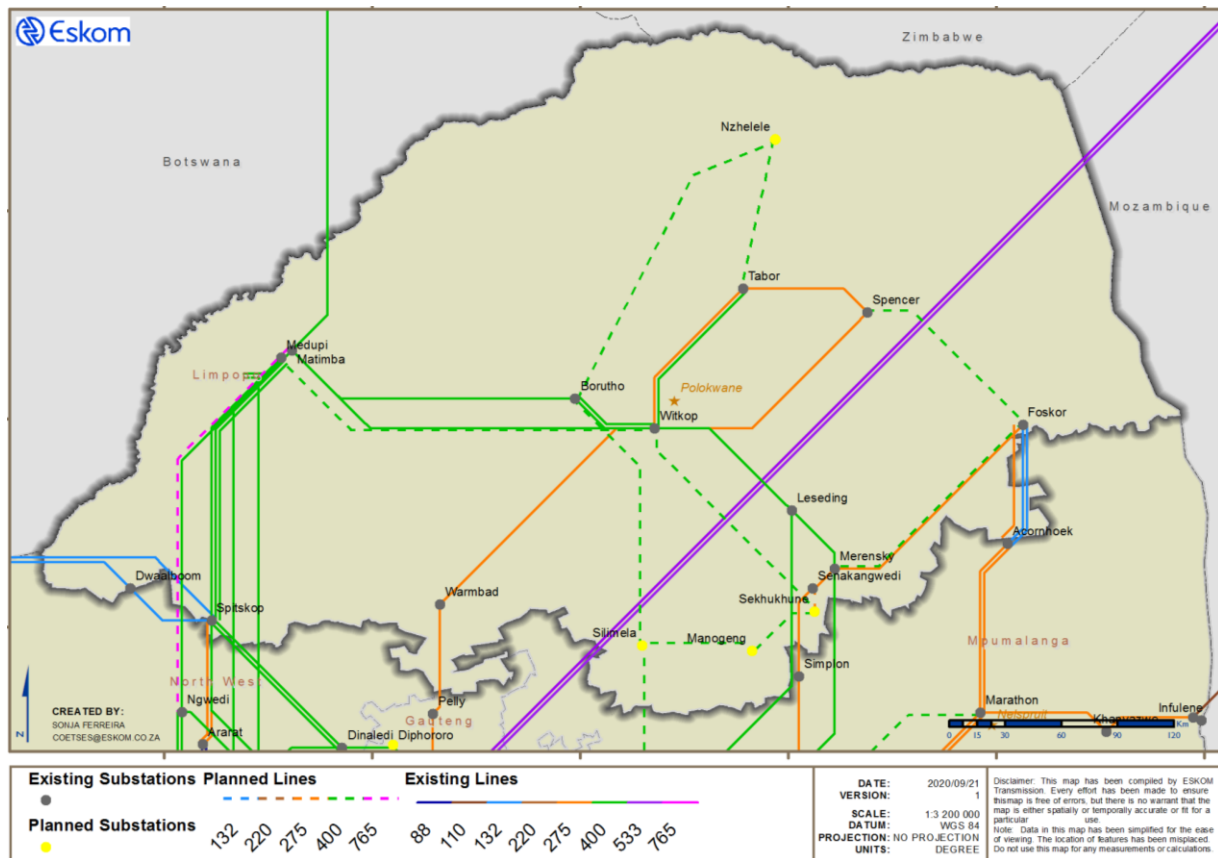 Eskom
Zimbabwe
Nzhelele
Botswana
Mozambique
Tabor
Spencer
Medupi
Matimba
Limpopo
Borutho
Polokwane
Witkop
Foskor
Leseding
Acornhoek
Merensky
Dwaalboom
Senakangwedi
Warmbad
Sekhukhune
Spitskop
Silimela
Manogeng
Mpumalanga
Simplon
North West
Ngwedi
Pelly
Marathon
Gauteng
Nelspruit
Infulene
CREATED BY:
SONJA FERREIRA
COETSES@ESKOM.CO.ZA
N
Ararat
Dinaledi
Diphororo
Khanyazwe
Km
0 15 30 60 90 120
Existing Substations
Planned Lines
Existing Lines
Planned Substations
132 220 275 400 765
88 110 132 220 275 400 533 765
DATE: 2020/09/21
VERSION: 1
SCALE: 1:3 200 000
DATUM: WGS 84
PROJECTION: NO PROJECTION
UNITS: DEGREE
Disclaimer: This map has been compiled by ESKOM
Transmission. Every effort has been made to ensure
this map is free of errors, but there is no warrant that the
map is either spatially or temporally accurate or fit for a
particular use.
Note: Data in this map has been simplified for the ease
of viewing. The location of features has been misplaced.
Do not use this map for any measurements or calculations.